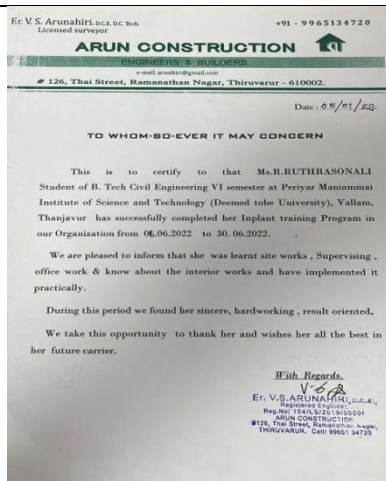 Er. V. S. Arunahiri, D.C.E, D.C. Tech.
Licensed surveyor
+91 - 9965134720
ARUN CONSTRUCTION
ENGINEERS & BUILDERS
e-mail. arunhiri@gmail.com
# 126, Thai Street, Ramanathan Nagar, Thiruvarur - 610002.
Date : 05/07/22
TO WHOM-SO-EVER IT MAY CONCERN
This is to certify to that Ms.R.RUTHRASONALI
Student of B. Tech Civil Engineering VI semester at Periyar Maniammai
Institute of Science and Technology (Deemed tobe University), Vallam,
Thanjavur has successfully completed her Inplant training Program in
our Organization from 06.06.2022 to 30. 06.2022.
We are pleased to inform that she was learnt site works , Supervising ,
office work & know about the interior works and have implemented it
practically.
During this period we found her sincere, hardworking , result oriented.
We take this opportunity to thank her and wishes her all the best in
her future carrier.
With Regards.
Er. V.S.ARUNAHIRI, D.C.E.,
Registered Engineer,
Reg.No: 194/LS/2019/00001
ARUN CONSTRUCTION
#126, Thai Street, Ramanathan Nagar,
THIRUVARUR. Cell: 99651 34720